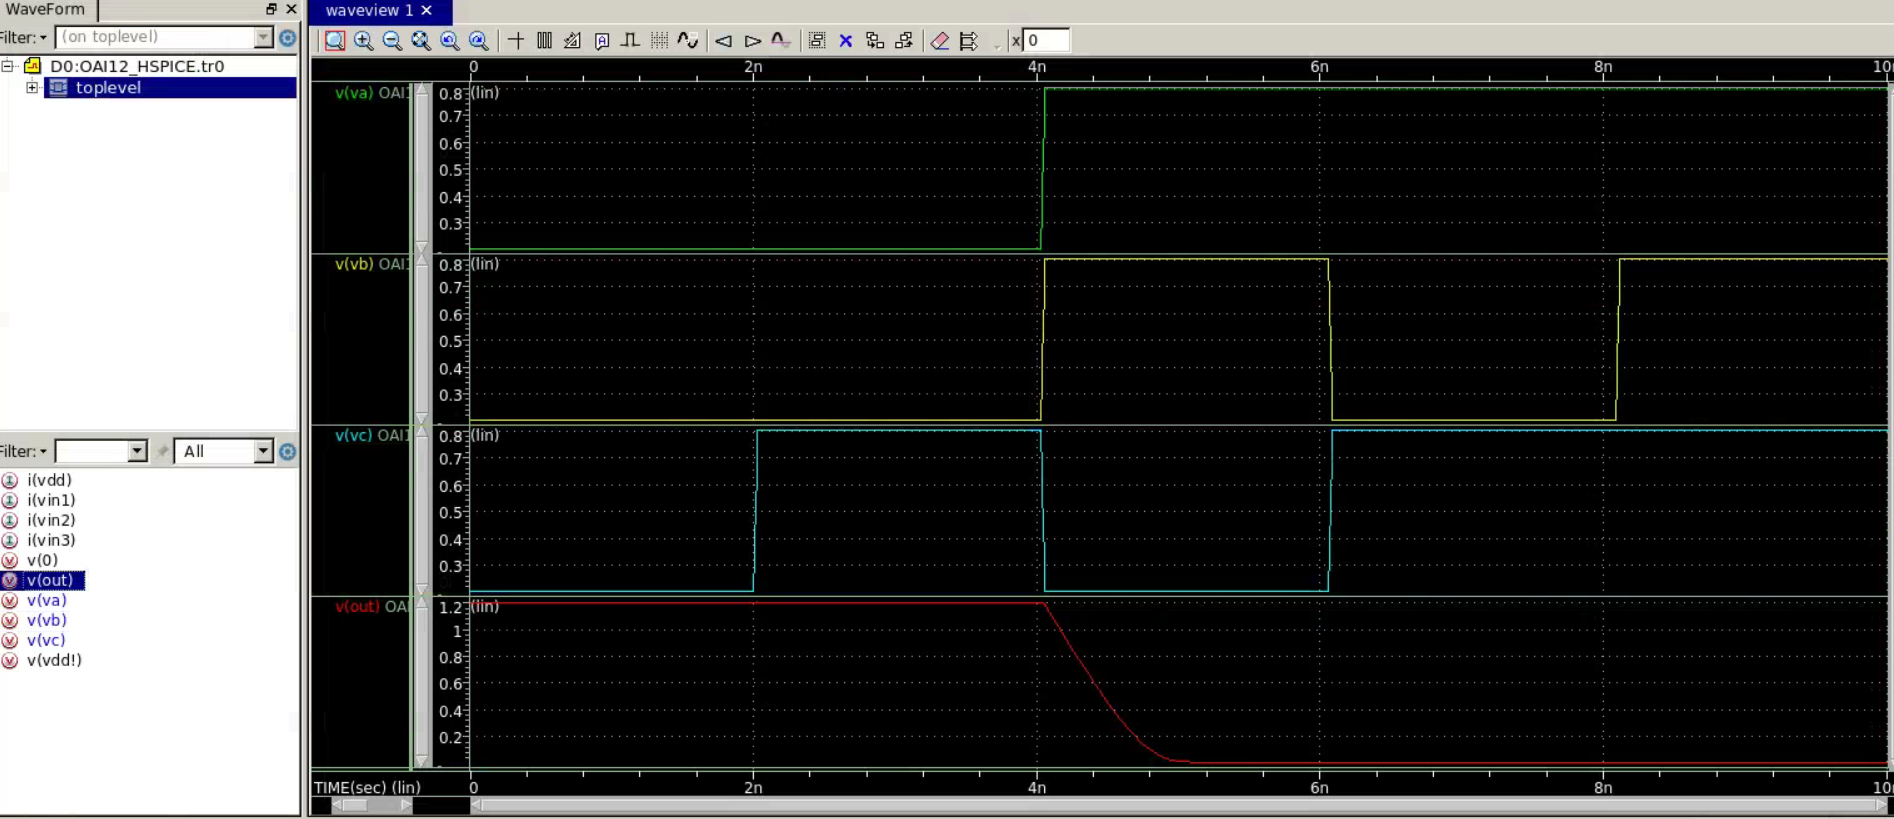 WaveForm
Filter: (on toplevel)
D0:OAI12_HSPICE.tr0
toplevel
Filter: All
i(vdd)
i(vin1)
i(vin2)
i(vin3)
v(0)
v(out)
v(va)
v(vb)
v(vc)
v(vdd!)
waveview 1
x 0
0 2n 4n 6n 8n 10n
v(va) OAI1 0.8 (lin)
0.7
0.6
0.5
0.4
0.3
v(vb) OAI1 0.8 (lin)
0.7
0.6
0.5
0.4
0.3
v(vc) OAI1 0.8 (lin)
0.7
0.6
0.5
0.4
0.3
v(out) OAI 1.2 (lin)
1
0.8
0.6
0.4
0.2
TIME(sec) (lin) 0 2n 4n 6n 8n 10